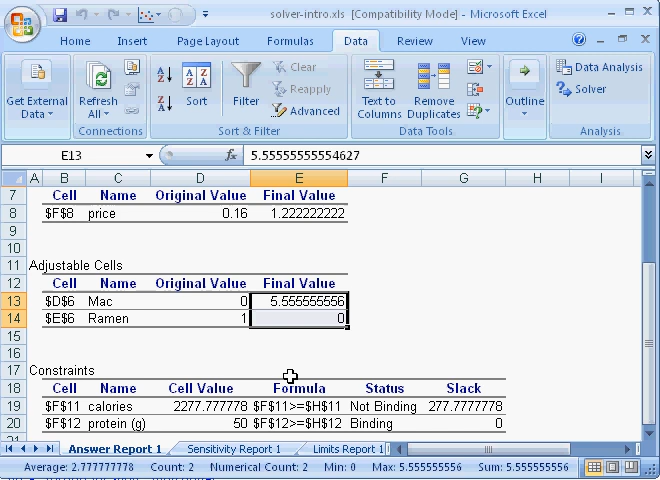 solver-intro.xls [Compatibility Mode] - Microsoft Excel
Home Insert Page Layout Formulas Data Review View
Get External Data
Refresh All
Connections
Sort
Filter
Clear
Reapply
Advanced
Sort & Filter
Text to Columns
Remove Duplicates
Data Tools
Outline
Data Analysis
Solver
Analysis
E13 fx 5.55555555554627
A B C D E F G H I
7 Cell Name Original Value Final Value
8 $F$8 price 0.16 1.222222222
9
10
11 Adjustable Cells
12 Cell Name Original Value Final Value
13 $D$6 Mac 0 5.555555556
14 $E$6 Ramen 1 0
15
16
17 Constraints
18 Cell Name Cell Value Formula Status Slack
19 $F$11 calories 2277.777778 $F$11>=$H$11 Not Binding 277.7777778
20 $F$12 protein (g) 50 $F$12>=$H$12 Binding 0
Answer Report 1 Sensitivity Report 1 Limits Report 1
Average: 2.777777778 Count: 2 Numerical Count: 2 Min: 0 Max: 5.555555556 Sum: 5.555555556